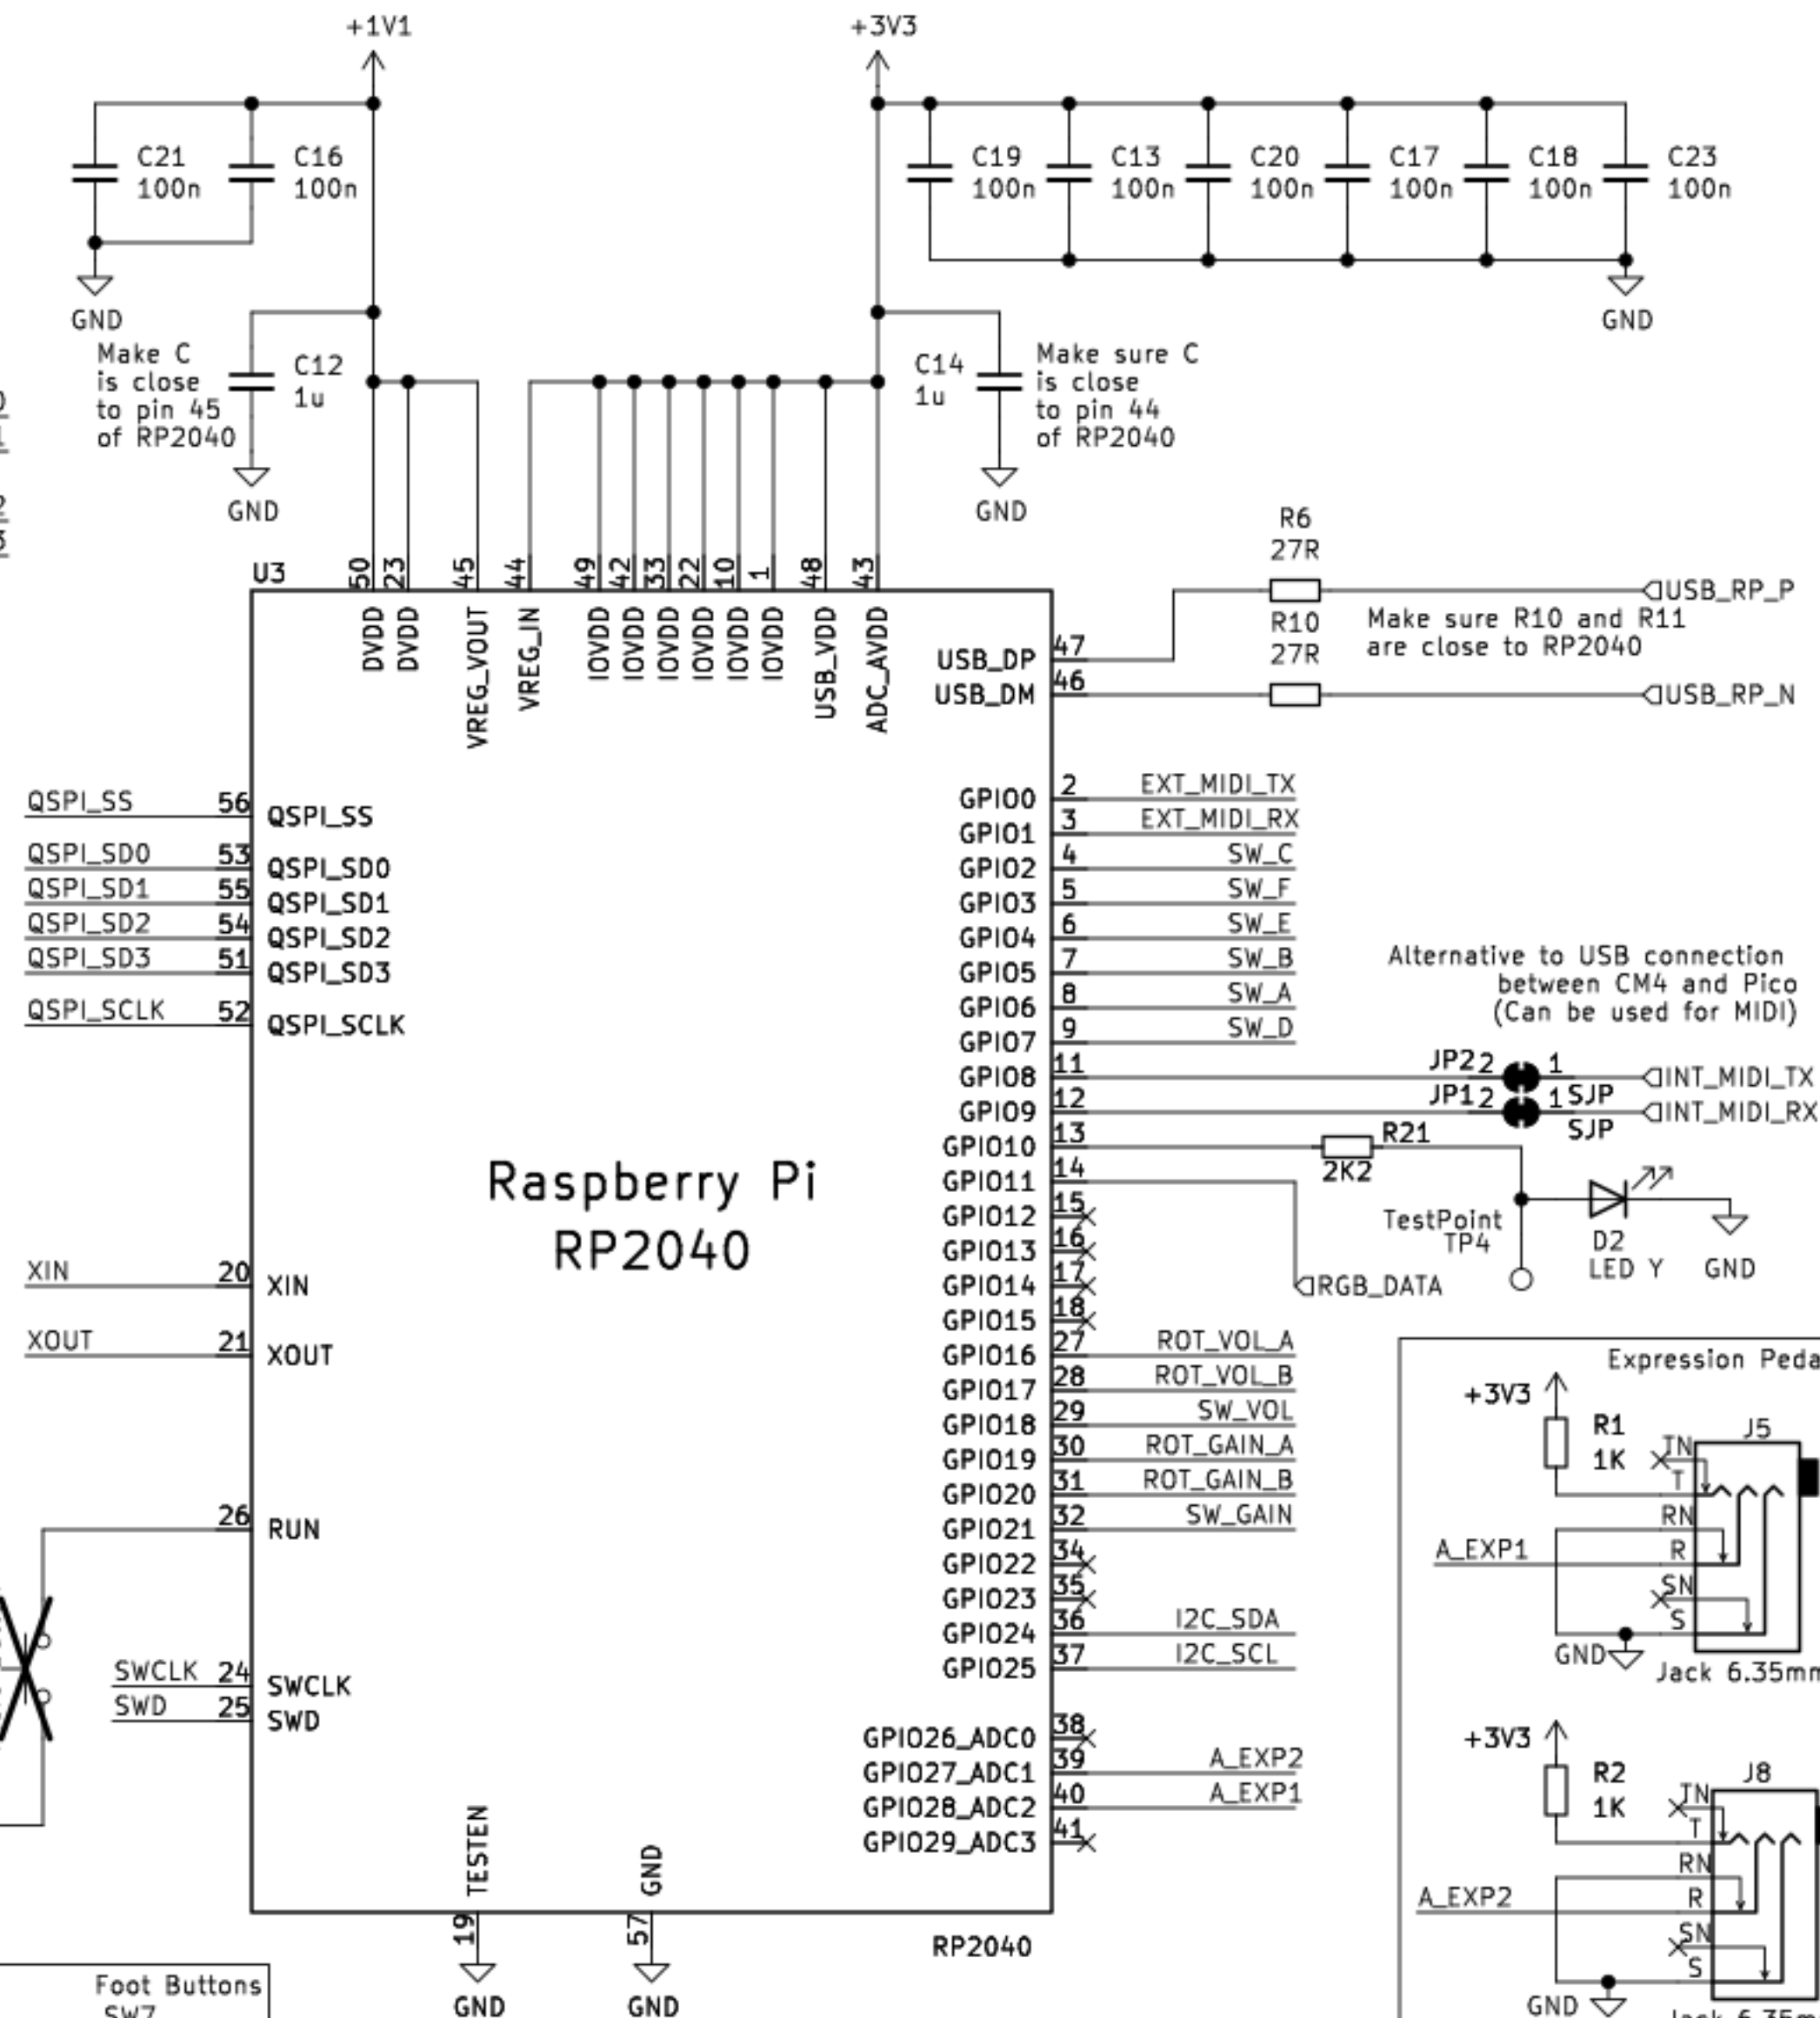 +1V1
+3V3
C21
100n
C16
100n
C19
100n
C13
100n
C20
100n
C17
100n
C18
100n
C23
100n
GND
GND
Make C
is close
to pin 45
of RP2040
C12
1u
C14
1u
Make sure C
is close
to pin 44
of RP2040
GND
GND
U3
50
23
45
44
49
42
33
22
10
1
48
43
DVDD
DVDD
VREG_VOUT
VREG_IN
IOVDD
IOVDD
IOVDD
IOVDD
IOVDD
IOVDD
USB_VDD
ADC_AVDD
R6
27R
USB_RP_P
R10
27R
Make sure R10 and R11
are close to RP2040
USB_DP 47
USB_DM 46
USB_RP_N
QSPI_SS 56 QSPI_SS
QSPI_SD0 53 QSPI_SD0
QSPI_SD1 55 QSPI_SD1
QSPI_SD2 54 QSPI_SD2
QSPI_SD3 51 QSPI_SD3
QSPI_SCLK 52 QSPI_SCLK
XIN 20 XIN
XOUT 21 XOUT
26 RUN
SWCLK 24 SWCLK
SWD 25 SWD
Raspberry Pi
RP2040
GPIO0 2 EXT_MIDI_TX
GPIO1 3 EXT_MIDI_RX
GPIO2 4 SW_C
GPIO3 5 SW_F
GPIO4 6 SW_E
GPIO5 7 SW_B
GPIO6 8 SW_A
GPIO7 9 SW_D
GPIO8 11
GPIO9 12
GPIO10 13
GPIO11 14
GPIO12 15
GPIO13 16
GPIO14 17
GPIO15 18
GPIO16 27 ROT_VOL_A
GPIO17 28 ROT_VOL_B
GPIO18 29 SW_VOL
GPIO19 30 ROT_GAIN_A
GPIO20 31 ROT_GAIN_B
GPIO21 32 SW_GAIN
GPIO22 34
GPIO23 35
GPIO24 36 I2C_SDA
GPIO25 37 I2C_SCL
GPIO26_ADC0 38
GPIO27_ADC1 39 A_EXP2
GPIO28_ADC2 40 A_EXP1
GPIO29_ADC3 41
Alternative to USB connection
between CM4 and Pico
(Can be used for MIDI)
JP2 2 1 INT_MIDI_TX
JP1 2 1 SJP INT_MIDI_RX
SJP
R21
2K2
TestPoint
TP4
D2
LED Y
GND
RGB_DATA
Expression Peda
+3V3
R1
1K
J5
TN
T
RN
A_EXP1
R
SN
S
GND
Jack 6.35mm
+3V3
R2
1K
J8
TN
T
RN
A_EXP2
R
SN
S
GND
TESTEN
GND
19
57
RP2040
GND
GND
Foot Buttons
SW7